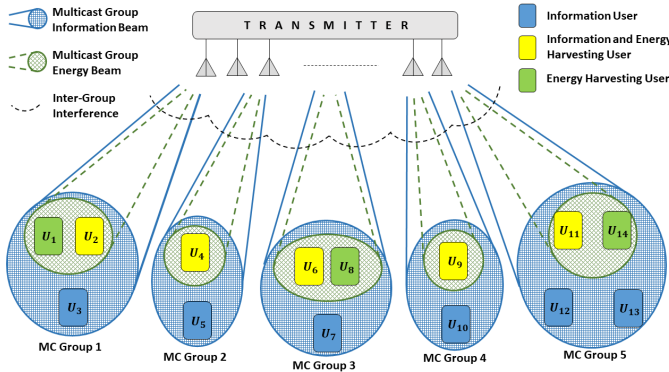 Multicast Group
Information Beam
TRANSMITTER
Information User
Multicast Group
Energy Beam
Information and Energy
Harvesting User
Inter-Group
Interference
Energy Harvesting User
U₁
U₂
U₃
U₄
U₅
U₆
U₈
U₇
U₉
U₁₀
U₁₁
U₁₄
U₁₂
U₁₃
MC Group 1
MC Group 2
MC Group 3
MC Group 4
MC Group 5